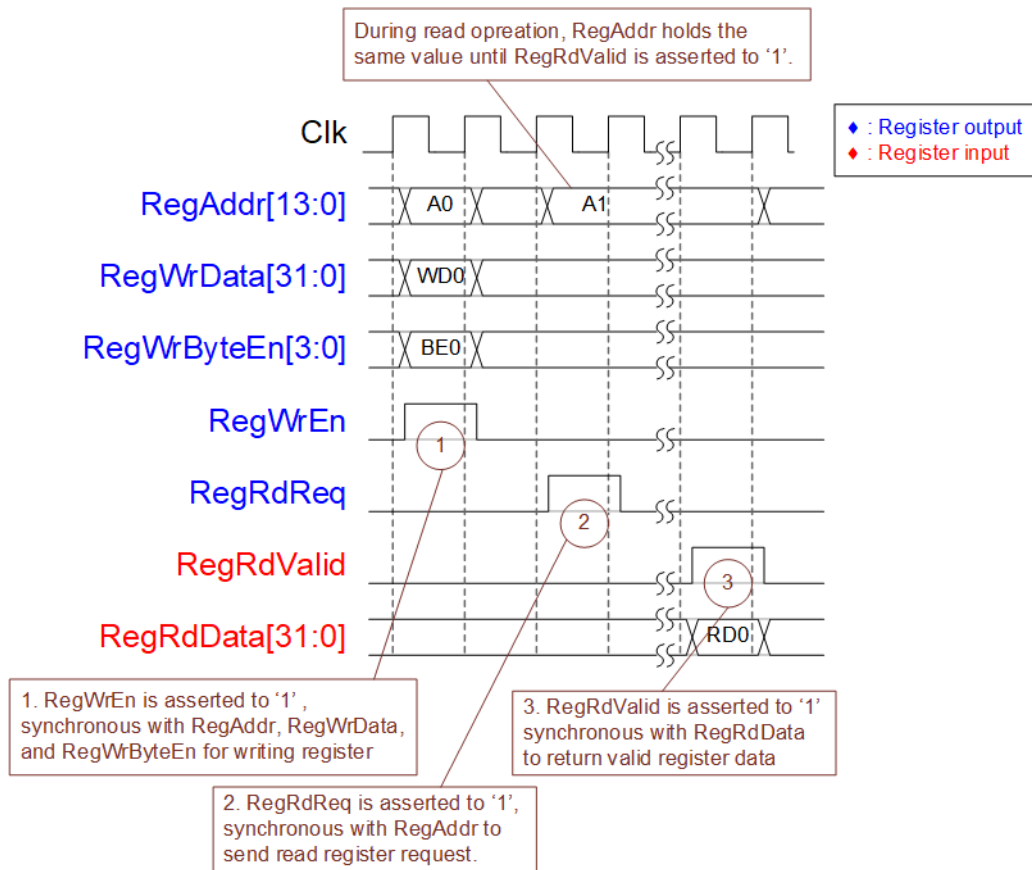 During read opreation, RegAddr holds the
same value until RegRdValid is asserted to ‘1’.
Clk
♦ : Register output
♦ : Register input
RegAddr[13:0]
A0
A1
RegWrData[31:0]
WD0
RegWrByteEn[3:0]
BE0
RegWrEn
1
RegRdReq
2
RegRdValid
3
RegRdData[31:0]
RD0
1. RegWrEn is asserted to ‘1’ ,
synchronous with RegAddr, RegWrData,
and RegWrByteEn for writing register
3. RegRdValid is asserted to ‘1’
synchronous with RegRdData
to return valid register data
2. RegRdReq is asserted to ‘1’,
synchronous with RegAddr to
send read register request.